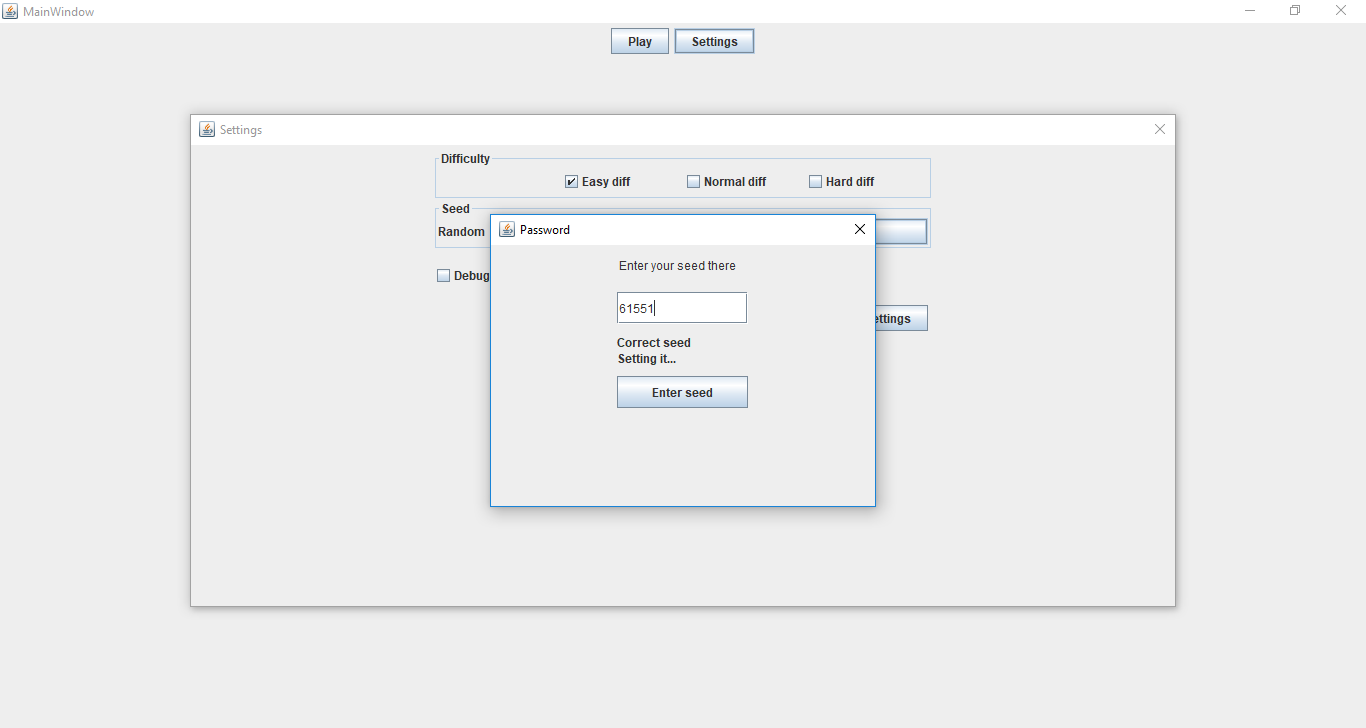 MainWindow
Play Settings
Settings
Difficulty
Easy diff Normal diff Hard diff
Seed
Random
Password
Enter your seed there
Debug
61551
ettings
Correct seed
Setting it...
Enter seed